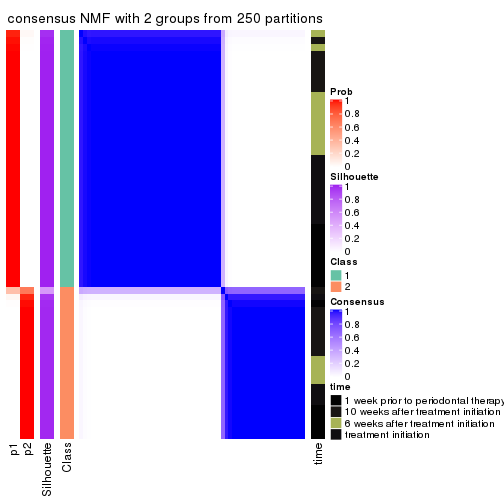 consensus NMF with 2 groups from 250 partitions
Prob
1
0.8
0.6
0.4
0.2
0
Silhouette
1
0.8
0.6
0.4
0.2
0
Class
1
2
Consensus
1
0.8
0.6
0.4
0.2
0
time
1 week prior to periodontal therapy
10 weeks after treatment initiation
6 weeks after treatment initiation
treatment initiation
p1
p2
Silhouette
Class
time